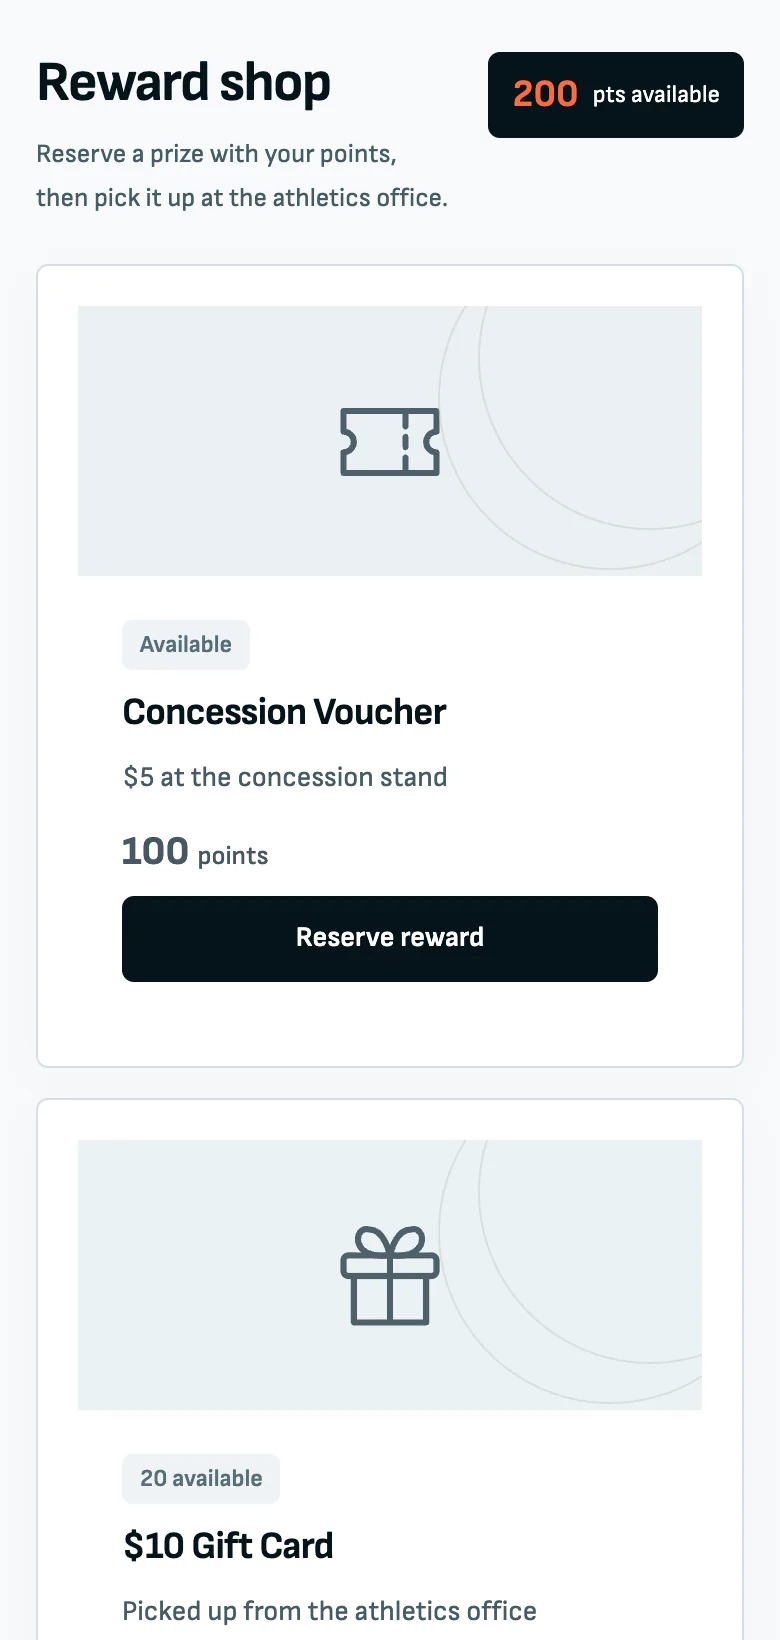 Reward shop
200 pts available
Reserve a prize with your points,
then pick it up at the athletics office.
Available
Concession Voucher
$5 at the concession stand
100 points
Reserve reward
20 available
$10 Gift Card
Picked up from the athletics office